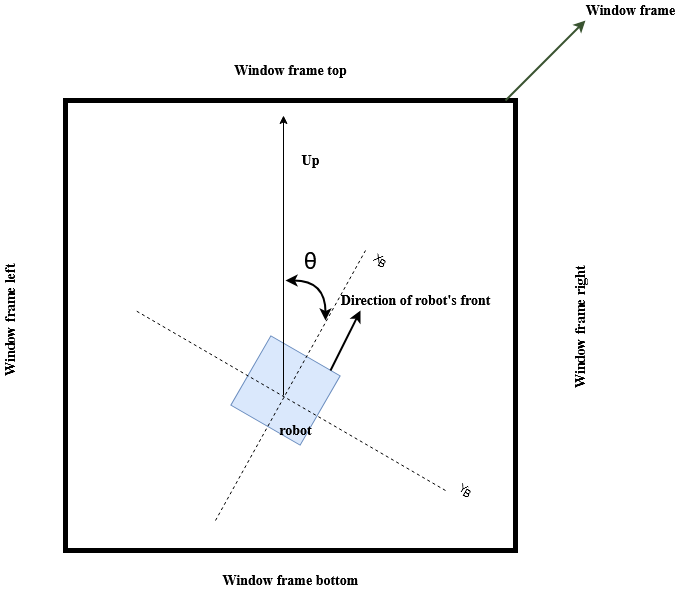 Window frame
Window frame top
Up
θ
X_B
Direction of robot's front
Window frame left
Window frame right
robot
Y_B
Window frame bottom